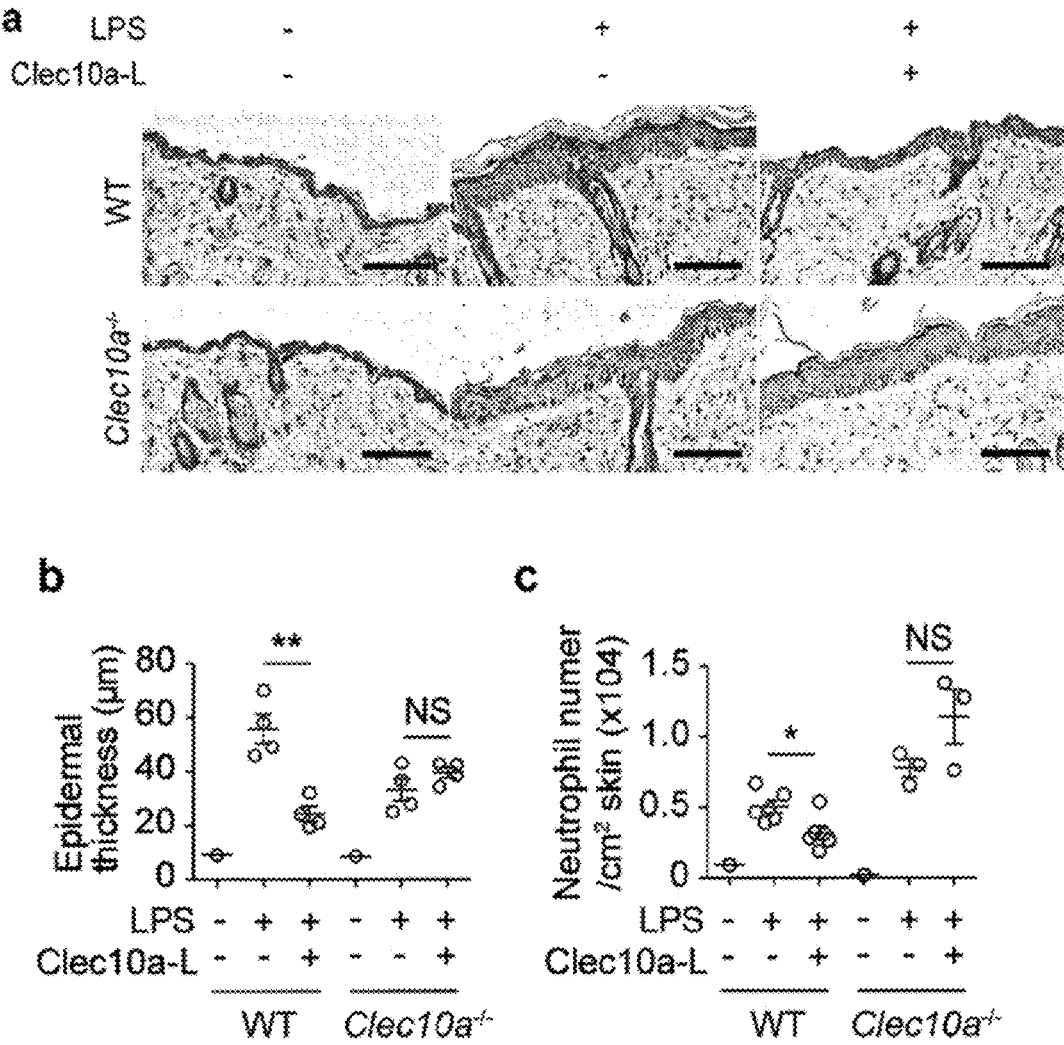 a
LPS - + +
Clec10a-L - - +
WT
Clec10a-/-
b
Epidermal
thickness (μm)
80
60
40
20
0
**
NS
LPS - + + - + +
Clec10a-L - - + - - +
WT Clec10a-/-
c
Neutrophil numer
/cm² skin (x104)
1.5
1.0
0.5
0
*
NS
LPS - + + - + +
Clec10a-L - - + - - +
WT Clec10a-/-